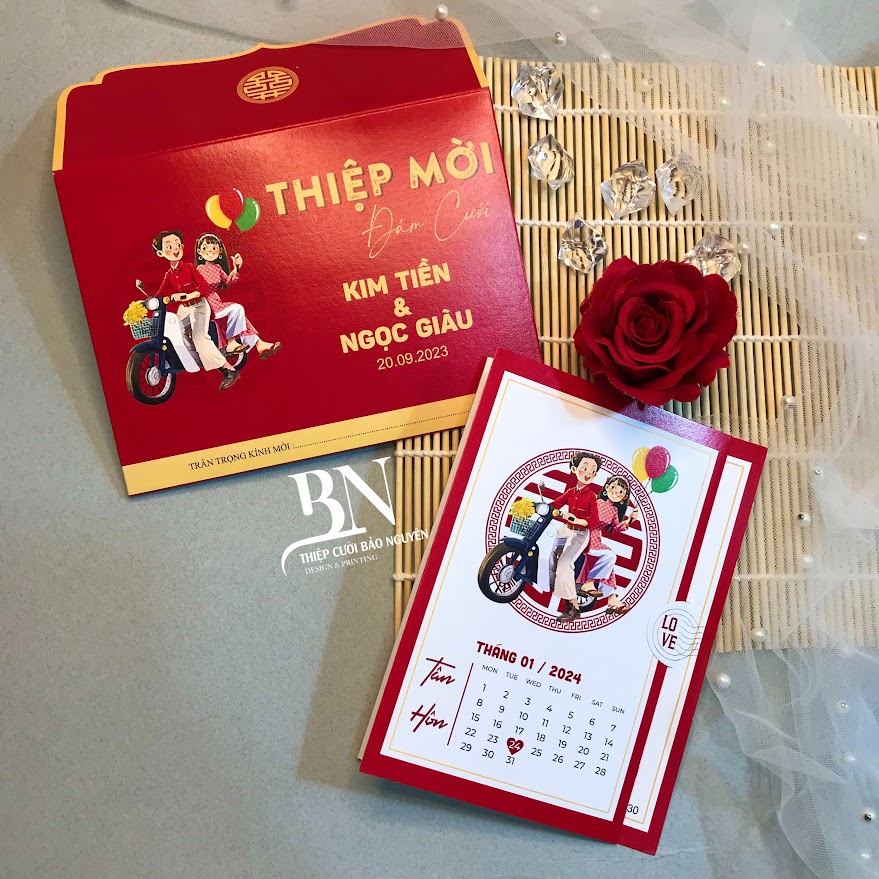 THIỆP MỜI
Đám Cưới
KIM TIỀN
&
NGỌC GIÀU
20.09.2023
TRÂN TRỌNG KÍNH MỜI :
BN
THIỆP CƯỚI BẢO NGUYÊN
DESIGN & PRINTING
LO
VE
THÁNG 01 / 2024
Tân
Hôn
MON TUE WED THU FRI SAT SUN
1 2 3 4 5 6 7
8 9 10 11 12 13 14
15 16 17 18 19 20 21
22 23 24 25 26 27 28
29 30 31
30